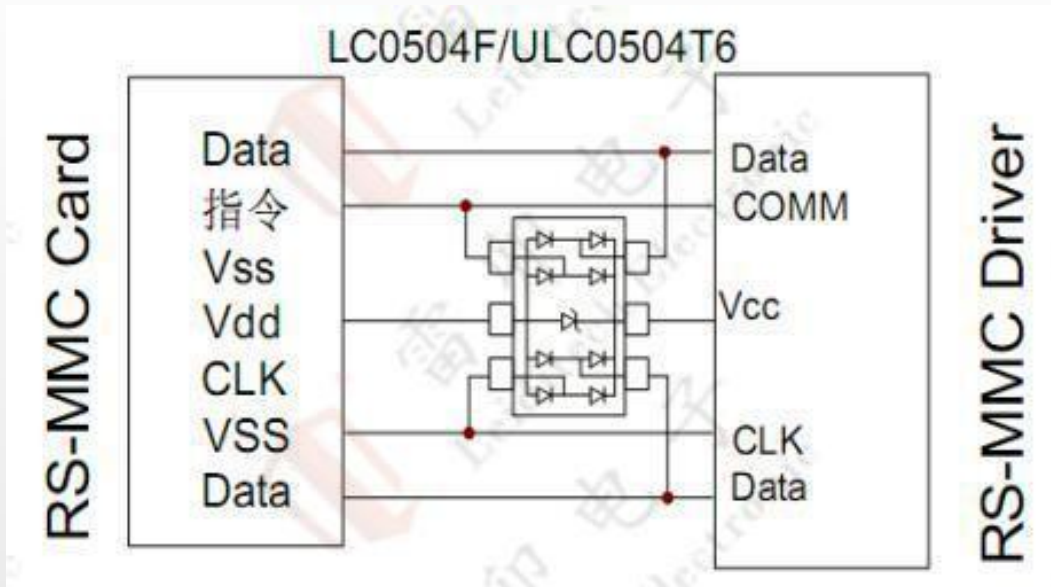 LC0504F/ULC0504T6
RS-MMC Card
Data
指令
Vss
Vdd
CLK
VSS
Data
Data
COMM
Vcc
CLK
Data
RS-MMC Driver